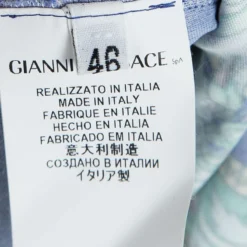 46
GIANNI ACE
REALIZZATO IN ITALIA
MADE IN ITALY
FABRIQUE EN ITALIE
HECHO EN ITALIA
FABRICADO EM ITALIA
意大利制造
СОЗДАНО В ИТАЛИИ
イタリア製